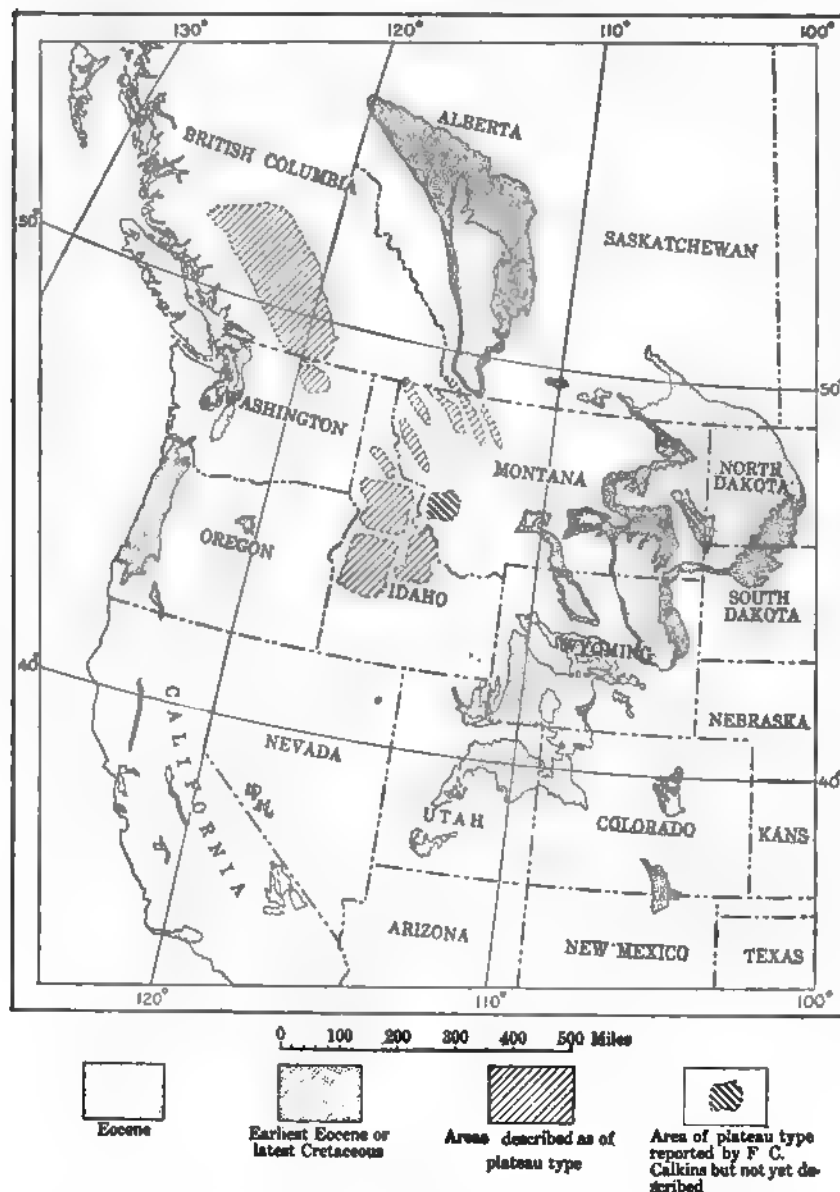 130°
120°
110°
100°
ALBERTA
BRITISH COLUMBIA
50°
SASKATCHEWAN
50°
WASHINGTON
MONTANA
NORTH
DAKOTA
OREGON
IDAHO
SOUTH
DAKOTA
WYOMING
40°
NEBRASKA
CALIFORNIA
NEVADA
40°
UTAH
COLORADO
KANS
ARIZONA
NEW MEXICO
TEXAS
120°
110°
100°
0 100 200 300 400 500 Miles
Eocene
Earliest Eocene or
latest Cretaceous
Areas described as of
plateau type
Area of plateau type
reported by F C.
Calkins but not yet de-
scribed